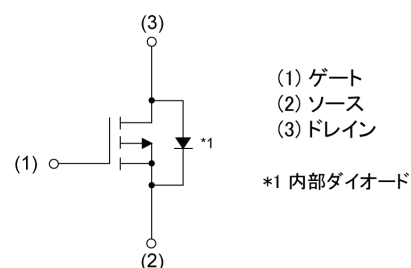 (3)
(1) ゲート
(2) ソース
(3) ドレイン
*1
(1)
*1 内部ダイオード
(2)